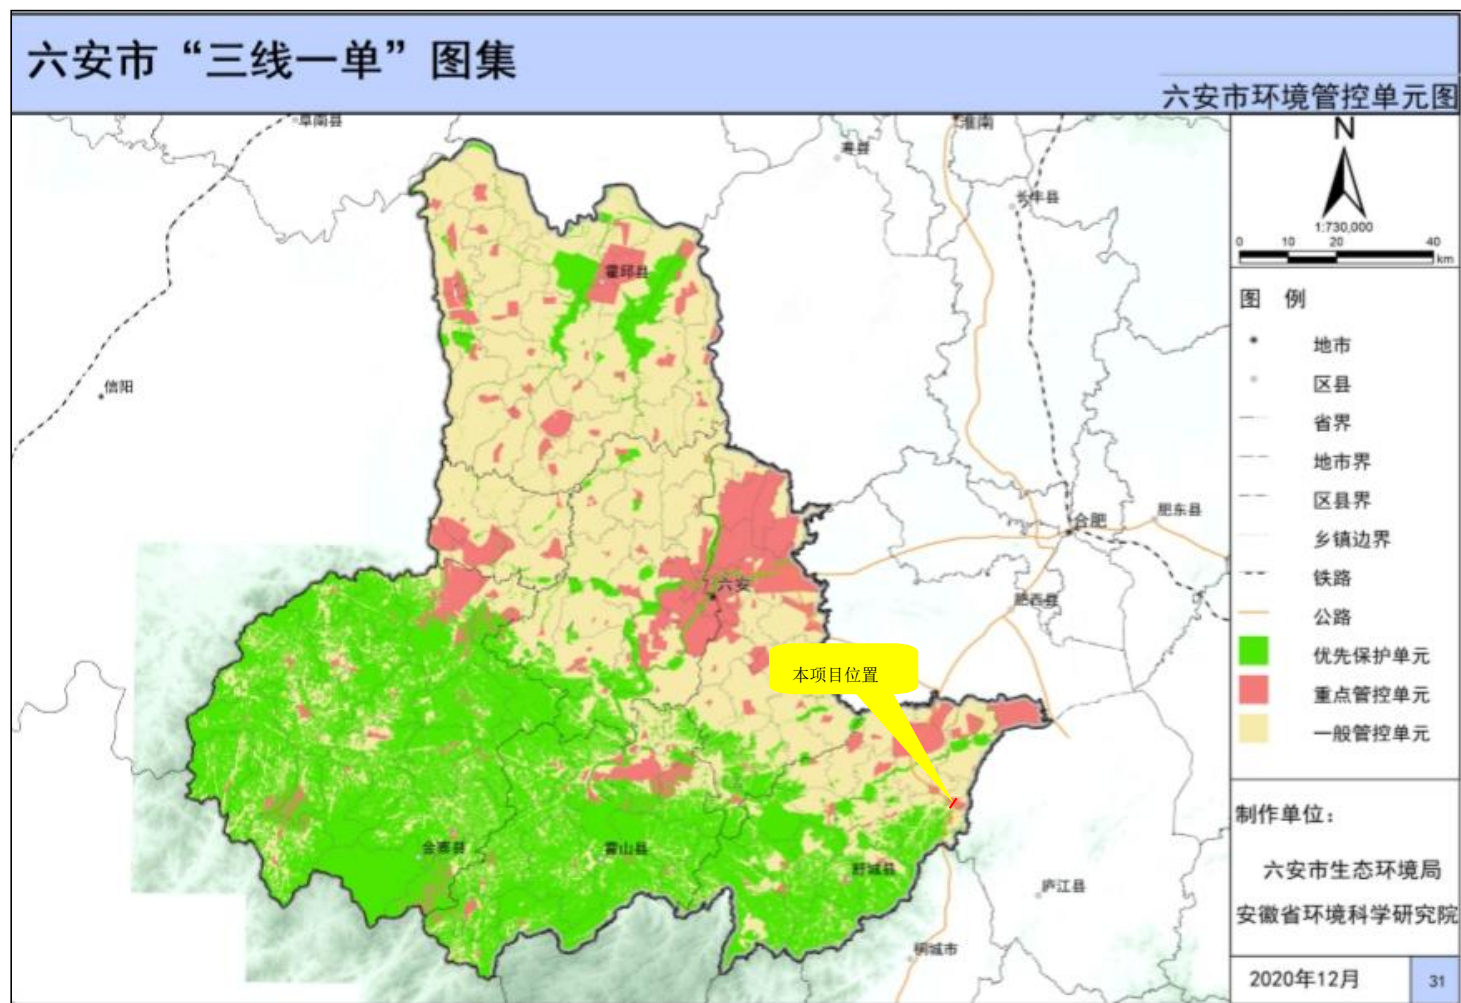 六安市“三线一单”图集
六安市环境管控单元图
阜南县
淮南
寿县
长丰县
霍邱县
信阳
合肥
肥东县
六安
肥西县
本项目位置
金寨县
霍山县
舒城县
庐江县
桐城市
N
1:730,000
0 10 20 40
km
图 例
地市
区县
省界
地市界
区县界
乡镇边界
铁路
公路
优先保护单元
重点管控单元
一般管控单元
制作单位：
六安市生态环境局
安徽省环境科学研究院
2020年12月
31